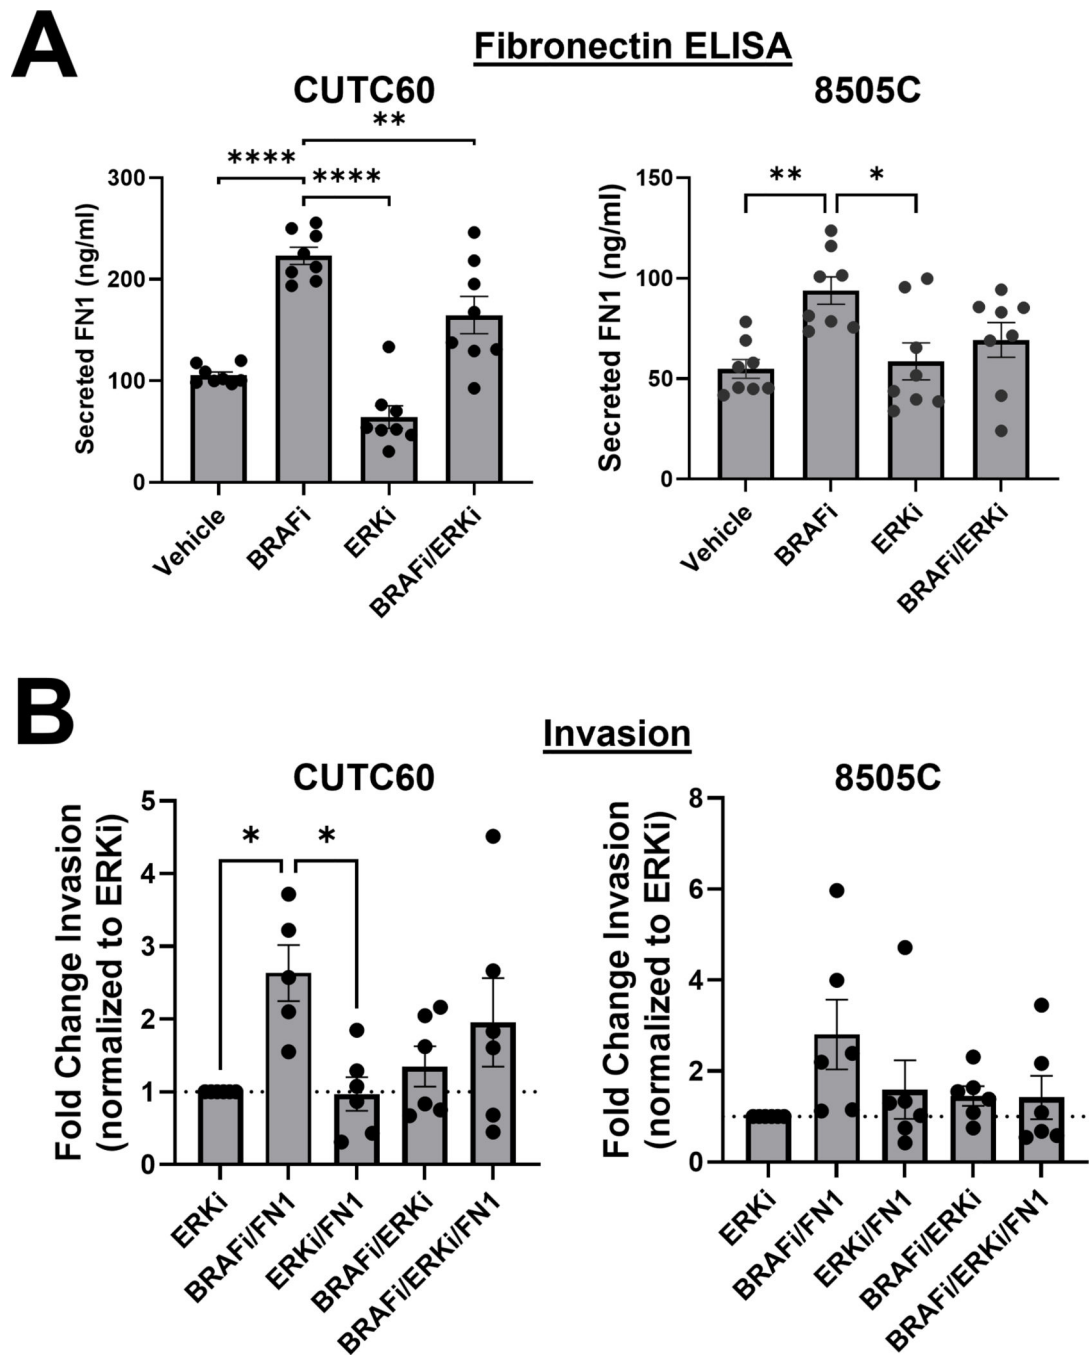 A
Fibronectin ELISA
CUTC60
8505C
**
****
****
Secreted FN1 (ng/ml)
300
200
100
0
Vehicle
BRAFi
ERKi
BRAFi/ERKi
**
*
Secreted FN1 (ng/ml)
150
100
50
0
Vehicle
BRAFi
ERKi
BRAFi/ERKi
B
Invasion
CUTC60
8505C
Fold Change Invasion
(normalized to ERKi)
5
4
3
2
1
0
*
*
ERKi
BRAFi/FN1
ERKi/FN1
BRAFi/ERKi
BRAFi/ERKi/FN1
Fold Change Invasion
(normalized to ERKi)
8
6
4
2
0
ERKi
BRAFi/FN1
ERKi/FN1
BRAFi/ERKi
BRAFi/ERKi/FN1